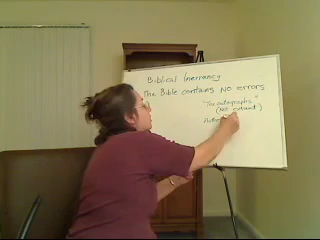 Biblical Inerrancy
The Bible contains NO errors
"The autographs"
(Not extant)